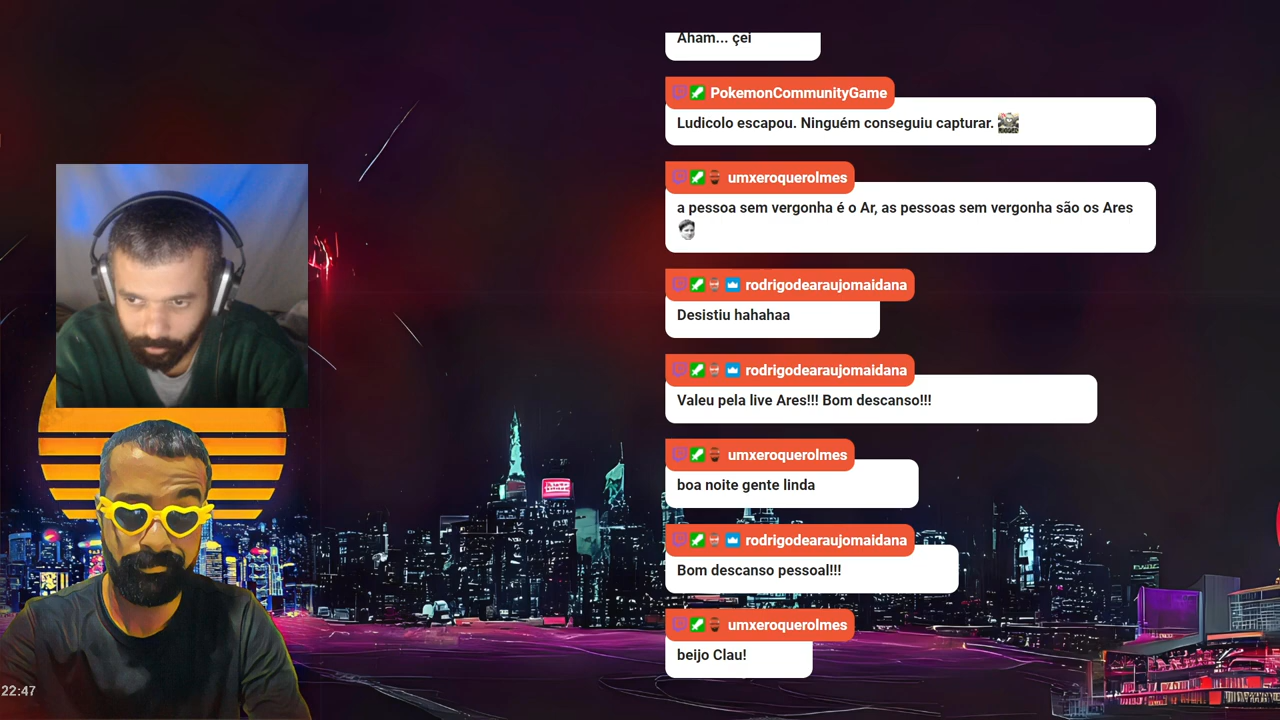 Aham... çei
PokemonCommunityGame
Ludicolo escapou. Ninguém conseguiu capturar.
umxeroquerolmes
a pessoa sem vergonha é o Ar, as pessoas sem vergonha são os Ares
rodrigodearaujomaidana
Desistiu hahahaa
rodrigodearaujomaidana
Valeu pela live Ares!!! Bom descanso!!!
umxeroquerolmes
boa noite gente linda
rodrigodearaujomaidana
Bom descanso pessoal!!!
umxeroquerolmes
beijo Clau!
22:47